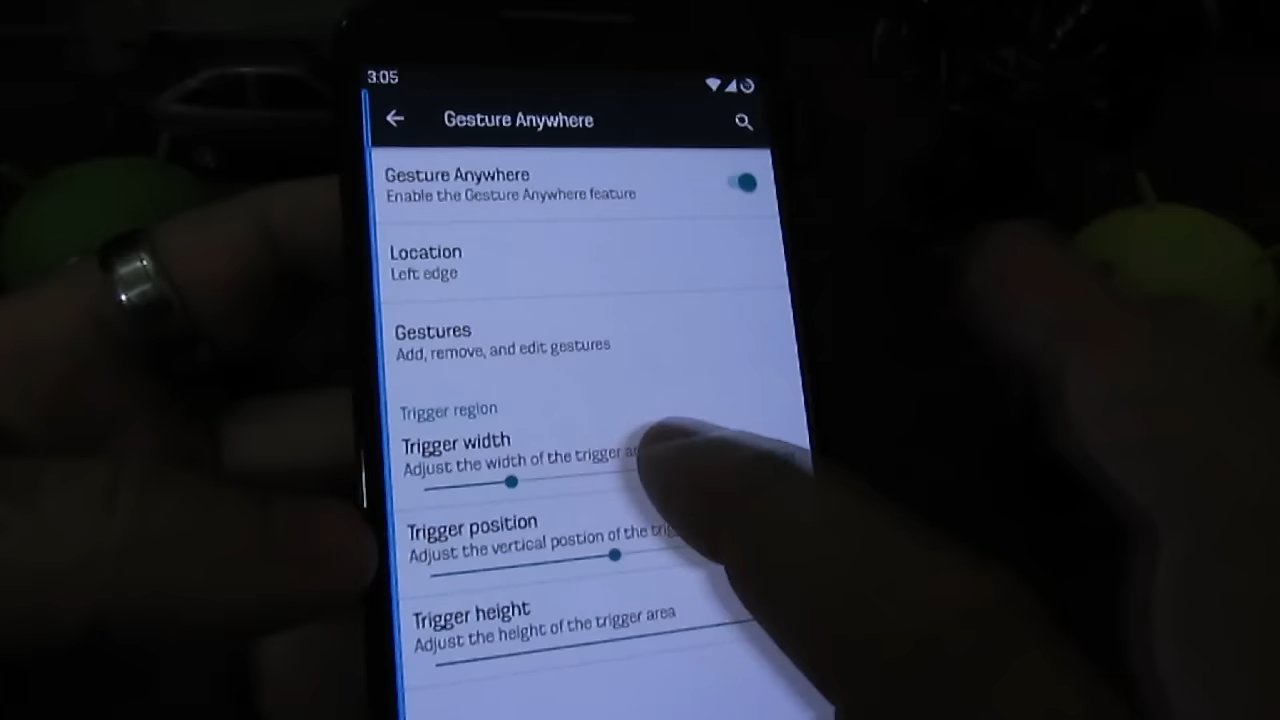 3:05
Gesture Anywhere
Gesture Anywhere
Enable the Gesture Anywhere feature
Location
Left edge
Gestures
Add, remove, and edit gestures
Trigger region
Trigger width
Adjust the width of the trigger
Trigger position
Adjust the vertical postion of the
Trigger height
Adjust the height of the trigger area